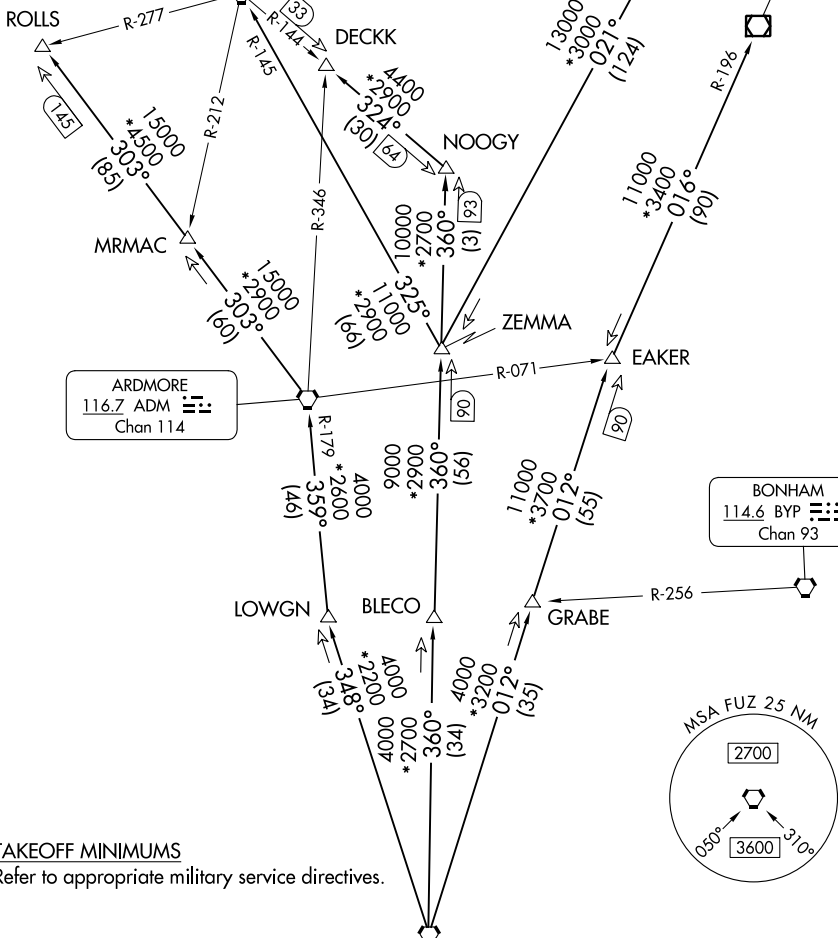 ROLLS
R-277
33
R-144
DECKK
R-145
13000
*3000
021°
(124)
R-196
145
15000
*4500
303°
(85)
R-212
4400
*2900
324°
(30)
64
NOOGY
R-346
93
10000
*2700
360°
(3)
11000
*3400
016°
(90)
MRMAC
15000
*2900
303°
(60)
325°
11000
*2900
(66)
ZEMMA
EAKER
R-071
ARDMORE
116.7 ADM
Chan 114
90
90
R-179
4000
*2600
359°
(46)
9000
*2900
360°
(56)
11000
*3700
012°
(55)
BONHAM
114.6 BYP
Chan 93
R-256
LOWGN
BLECO
GRABE
4000
*2200
348°
(34)
4000
*2700
360°
(34)
4000
*3200
012°
(35)
MSA FUZ 25 NM
2700
050°
310°
3600
TAKEOFF MINIMUMS
Refer to appropriate military service directives.